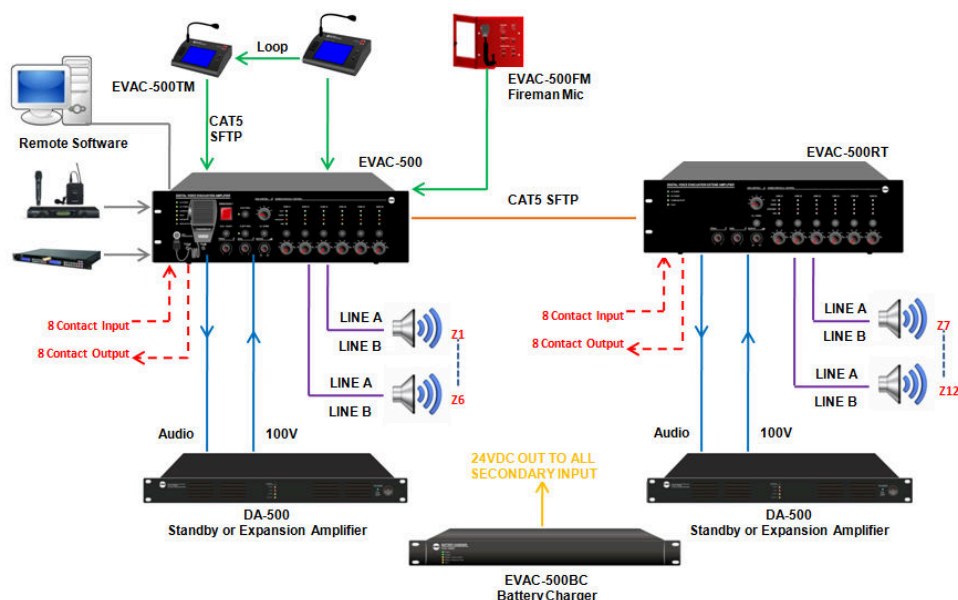 Loop
EVAC-500TM
EVAC-500FM
Fireman Mic
CAT5
SFTP
Remote Software
EVAC-500
EVAC-500RT
CAT5 SFTP
8 Contact Input
8 Contact Output
LINE A
LINE B
Z1
LINE A
LINE B
Z6
8 Contact Input
8 Contact Output
LINE A
LINE B
Z7
LINE A
LINE B
Z12
Audio
100V
Audio
100V
24VDC OUT TO ALL
SECONDARY INPUT
DA-500
Standby or Expansion Amplifier
DA-500
Standby or Expansion Amplifier
EVAC-500BC
Battery Charger